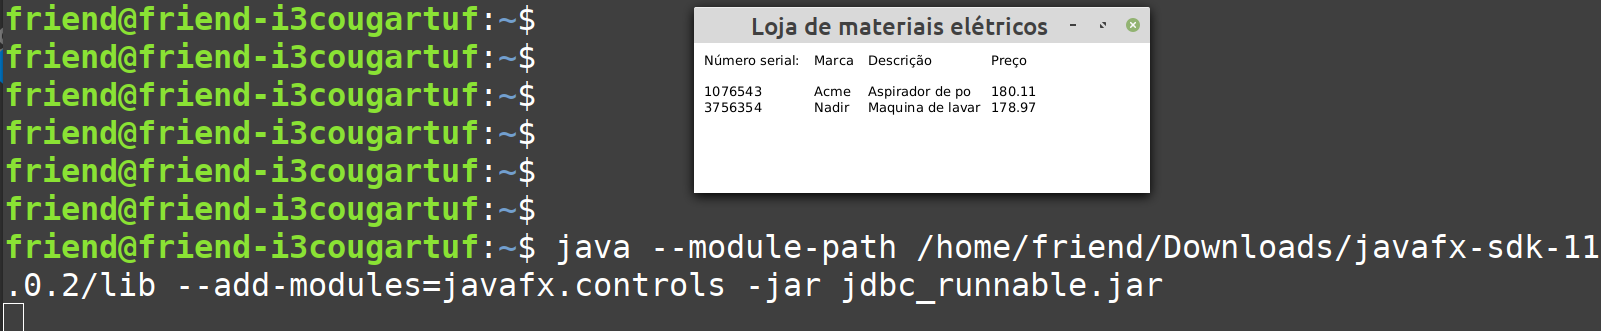 friend@friend-i3cougartuf:~$
friend@friend-i3cougartuf:~$
friend@friend-i3cougartuf:~$
friend@friend-i3cougartuf:~$
friend@friend-i3cougartuf:~$
friend@friend-i3cougartuf:~$
friend@friend-i3cougartuf:~$ java --module-path /home/friend/Downloads/javafx-sdk-11
.0.2/lib --add-modules=javafx.controls -jar jdbc_runnable.jar
Loja de materiais elétricos
Número serial: Marca Descrição Preço
1076543 Acme Aspirador de po 180.11
3756354 Nadir Maquina de lavar 178.97